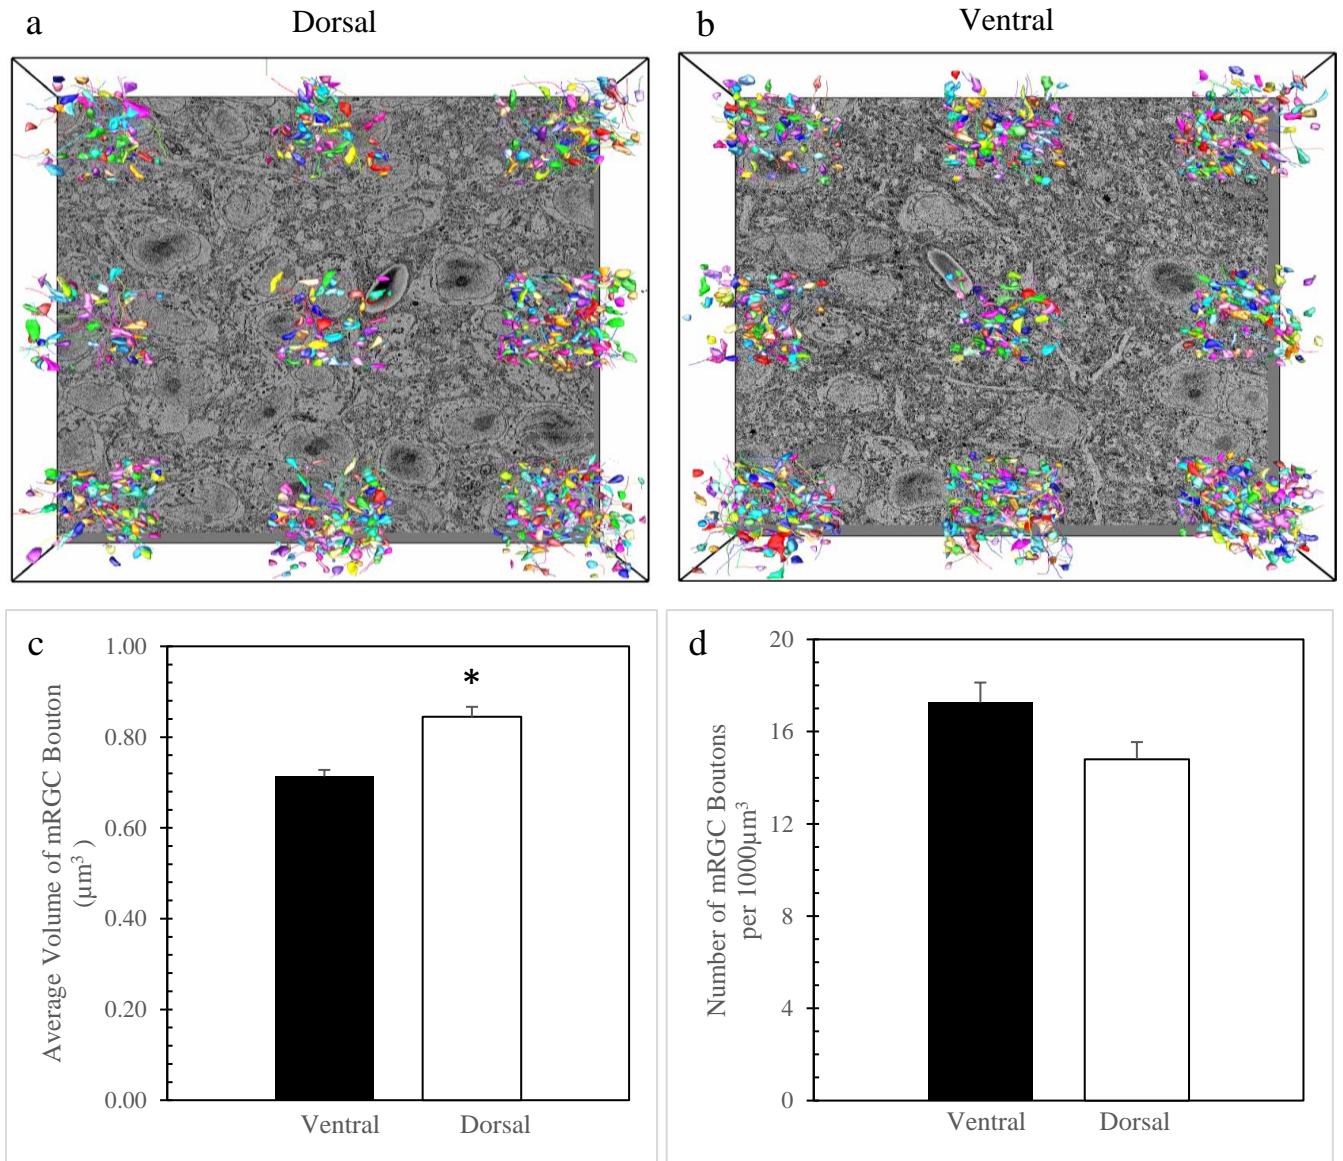 a
Dorsal
b
Ventral
c
1.00
0.80
0.60
0.40
0.20
0.00
Average Volume of mRGC Bouton
(µm³ )
*
Ventral
Dorsal
d
20
16
12
8
4
0
Number of mRGC Boutons
per 1000µm³
Ventral
Dorsal